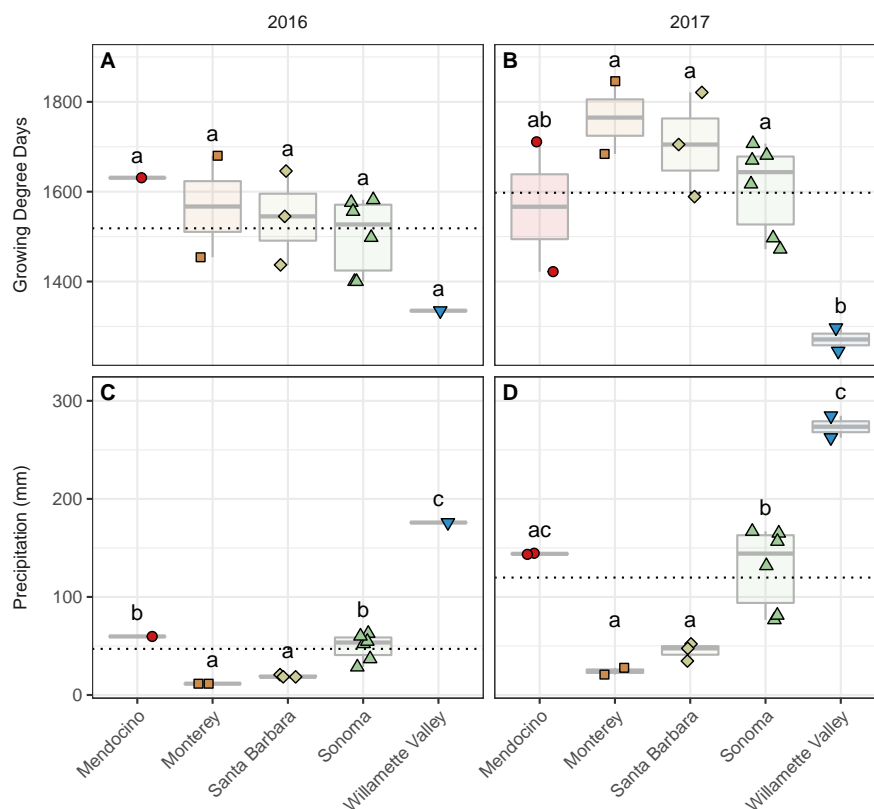 2016 2017
A B
Growing Degree Days
1800
1600
1400
a a a a a
ab a a a b
C D
Precipitation (mm)
300
200
100
0
b a a b c
ac a a b c
Mendocino Monterey Santa Barbara Sonoma Willamette Valley
Mendocino Monterey Santa Barbara Sonoma Willamette Valley